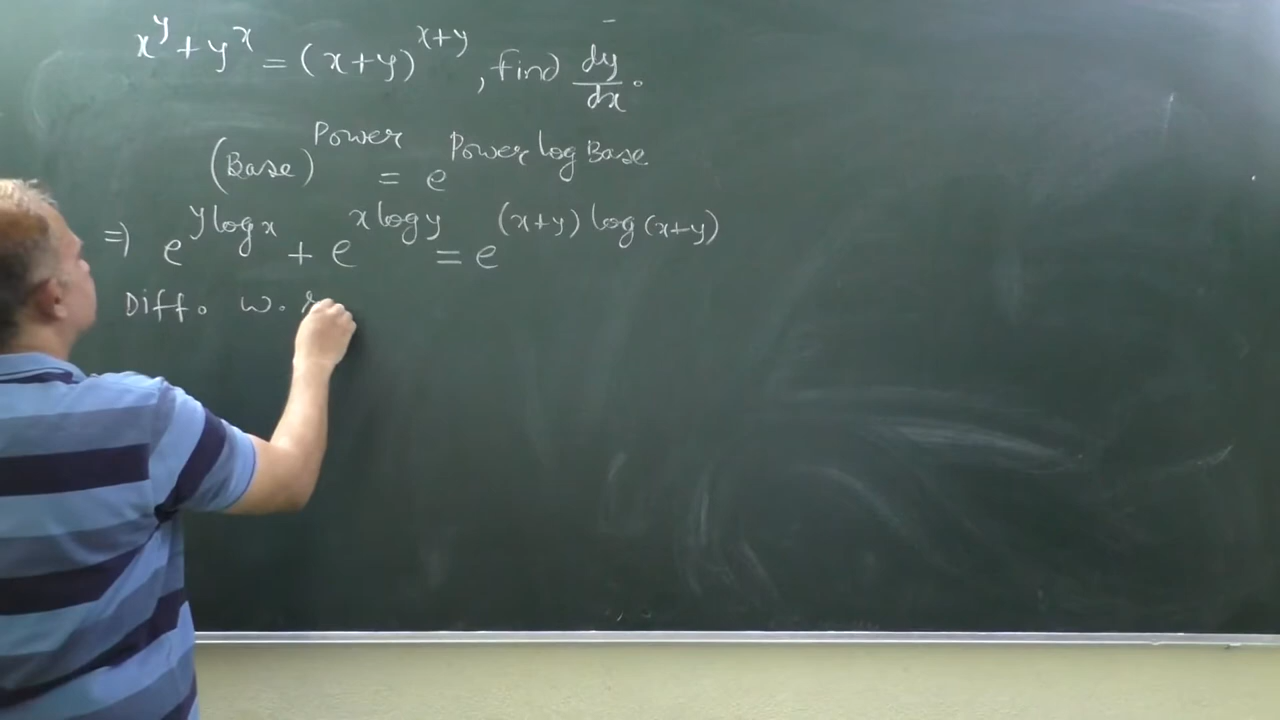 x^y + y^x = (x+y)^{x+y}, find dy/dx.
(Base)^{Power} = e^{Power log Base}
⇒ e^{y log x} + e^{x log y} = e^{(x+y) log (x+y)}
Diff. w.